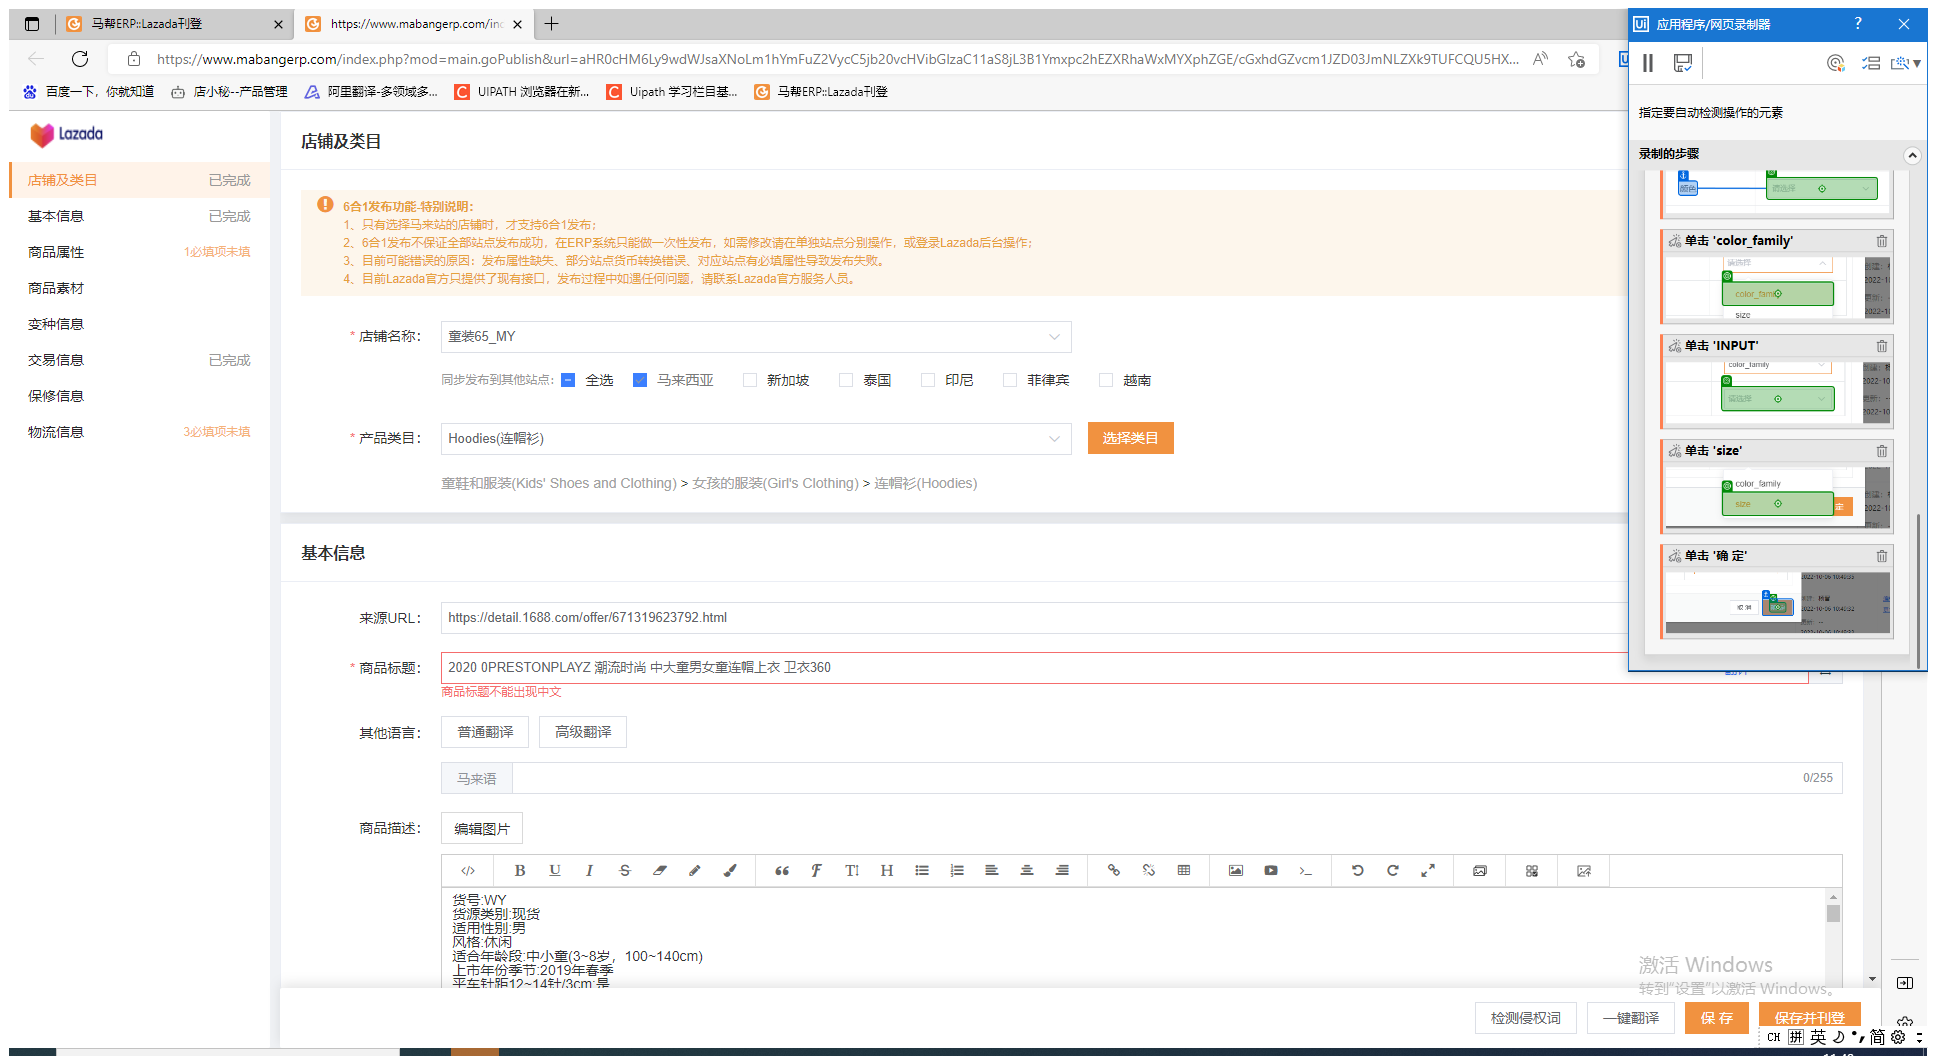 马帮ERP::Lazada刊登
https://www.mabangerp.com/inc
https://www.mabangerp.com/index.php?mod=main.goPublish&url=aHR0cHM6Ly9wdWJsaXNoLm1hYmFuZ2VycC5jb20vcHVibGlzaC11aS8jL3B1Ymxpc2hEZXRhaWxMYXphZGE/cGxhdGZvcm1JZD03JmNLZXk9TUFCQU5HX...
百度一下，你就知道
店小秘--产品管理
阿里翻译-多领域多...
UIPATH 浏览器在新...
Uipath 学习栏目基...
马帮ERP::Lazada刊登
Lazada
店铺及类目 已完成
基本信息 已完成
商品属性 1必填项未填
商品素材
变种信息
交易信息 已完成
保修信息
物流信息 3必填项未填
店铺及类目
6合1发布功能-特别说明：
1、只有选择马来站的店铺时，才支持6合1发布；
2、6合1发布不保证全部站点发布成功，在ERP系统只能做一次性发布，如需修改请在单独站点分别操作，或登录Lazada后台操作；
3、目前可能错误的原因：发布属性缺失、部分站点货币转换错误、对应站点有必填属性导致发布失败。
4、目前Lazada官方只提供了现有接口，发布过程中如遇任何问题，请联系Lazada官方服务人员。
* 店铺名称： 童装65_MY
同步发布到其他站点： 全选 马来西亚 新加坡 泰国 印尼 菲律宾 越南
* 产品类目： Hoodies(连帽衫) 选择类目
童鞋和服装(Kids' Shoes and Clothing) > 女孩的服装(Girl's Clothing) > 连帽衫(Hoodies)
基本信息
来源URL： https://detail.1688.com/offer/671319623792.html
* 商品标题： 2020 0PRESTONPLAYZ 潮流时尚 中大童男女童连帽上衣 卫衣360
商品标题不能出现中文
其他语言： 普通翻译 高级翻译
马来语 0/255
商品描述： 编辑图片
货号:WY
货源类别:现货
适用性别:男
风格:休闲
适合年龄段:中小童(3~8岁，100~140cm)
上市年份季节:2019年春季
平车针距12~14针/3cm:是
检测侵权词 一键翻译 保 存 保存并刊登
激活 Windows
转到"设置"以激活 Windows。
CH 拼 英 简
应用程序/网页录制器 ?
指定要自动检测操作的元素
录制的步骤
颜色 请选择
单击 'color_family'
请选择
color_family
size
单击 'INPUT'
color_family
请选择
单击 'size'
color_family
size
单击 '确 定'
取 消